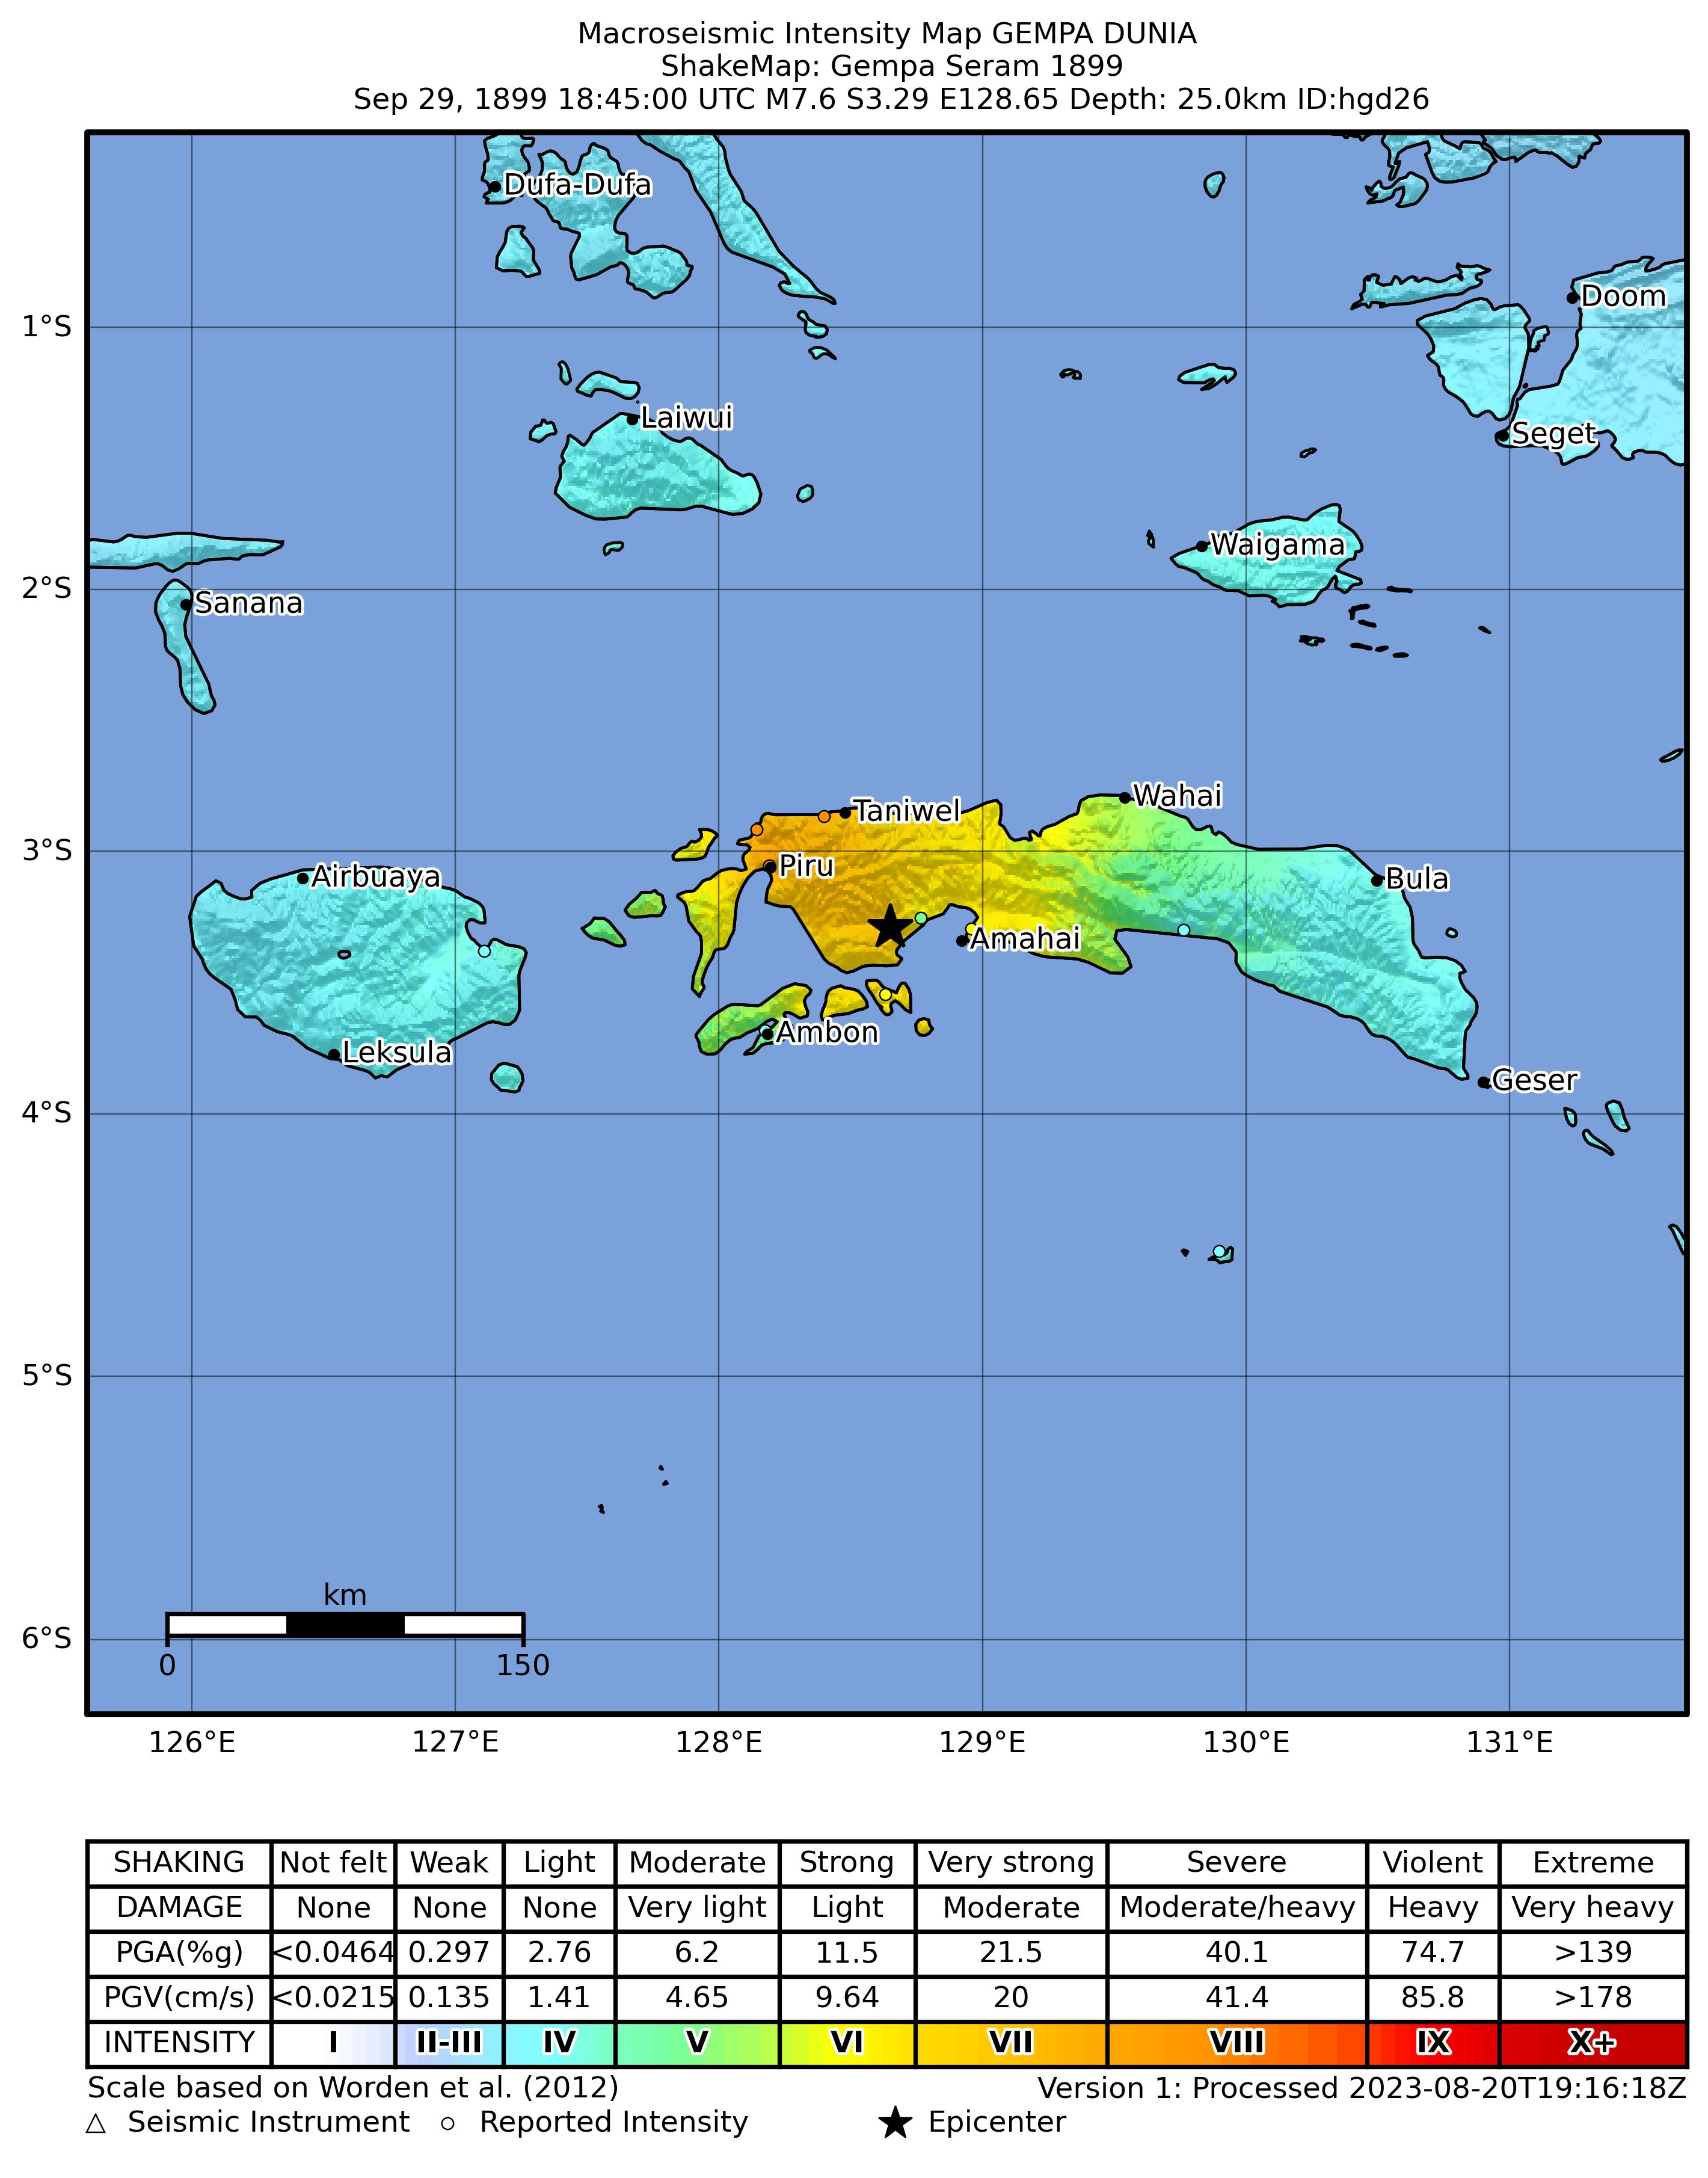 Macroseismic Intensity Map GEMPA DUNIA
ShakeMap: Gempa Seram 1899
Sep 29, 1899 18:45:00 UTC M7.6 S3.29 E128.65 Depth: 25.0km ID:hgd26
Dufa-Dufa
Doom
1°S
Laiwui
Seget
Waigama
2°S
Sanana
Wahai
Taniwel
3°S
Piru
Airbuaya
Bula
Amahai
Ambon
Leksula
Geser
4°S
5°S
km
6°S
0 150
126°E 127°E 128°E 129°E 130°E 131°E
SHAKING Not felt Weak Light Moderate Strong Very strong Severe Violent Extreme
DAMAGE None None None Very light Light Moderate Moderate/heavy Heavy Very heavy
PGA(%g) <0.0464 0.297 2.76 6.2 11.5 21.5 40.1 74.7 >139
PGV(cm/s) <0.0215 0.135 1.41 4.65 9.64 20 41.4 85.8 >178
INTENSITY I II-III IV V VI VII VIII IX X+
Scale based on Worden et al. (2012) Version 1: Processed 2023-08-20T19:16:18Z
Seismic Instrument Reported Intensity Epicenter